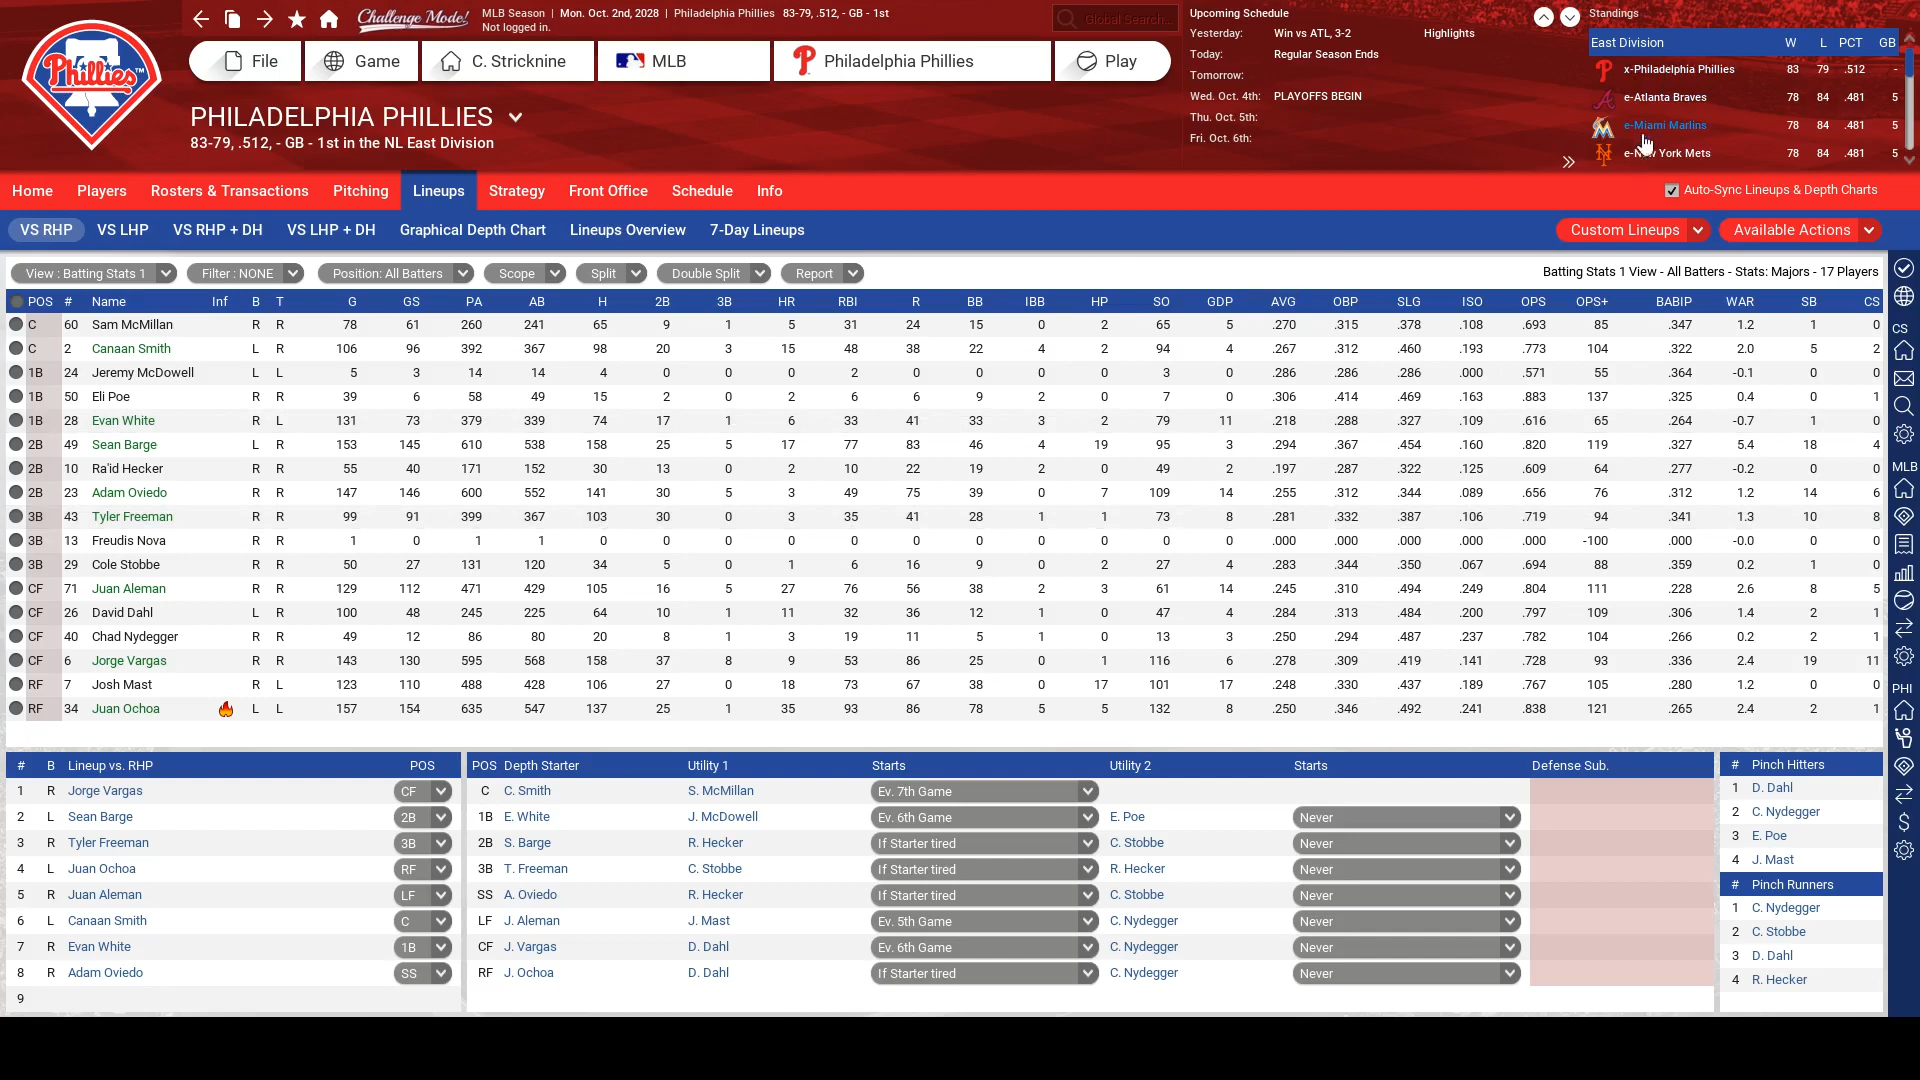 Phillies
Challenge Mode!
MLB Season | Mon. Oct. 2nd, 2028 | Philadelphia Phillies 83-79, .512, - GB - 1st
Not logged in.
Global Search...
File Game C. Stricknine MLB Philadelphia Phillies Play
PHILADELPHIA PHILLIES
83-79, .512, - GB - 1st in the NL East Division
Upcoming Schedule
Yesterday: Win vs ATL, 3-2 Highlights
Today: Regular Season Ends
Tomorrow:
Wed. Oct. 4th: PLAYOFFS BEGIN
Thu. Oct. 5th:
Fri. Oct. 6th:
Standings
East Division W L PCT GB
x-Philadelphia Phillies 83 79 .512 -
e-Atlanta Braves 78 84 .481 5
e-Miami Marlins 78 84 .481 5
e-New York Mets 78 84 .481 5
Home Players Rosters & Transactions Pitching Lineups Strategy Front Office Schedule Info Auto-Sync Lineups & Depth Charts
VS RHP VS LHP VS RHP + DH VS LHP + DH Graphical Depth Chart Lineups Overview 7-Day Lineups Custom Lineups Available Actions
View : Batting Stats 1 Filter : NONE Position: All Batters Scope Split Double Split Report Batting Stats 1 View - All Batters - Stats: Majors - 17 Players
POS # Name Inf B T G GS PA AB H 2B 3B HR RBI R BB IBB HP SO GDP AVG OBP SLG ISO OPS OPS+ BABIP WAR SB CS
C 60 Sam McMillan R R 78 61 260 241 65 9 1 5 31 24 15 0 2 65 5 .270 .315 .378 .108 .693 85 .347 1.2 1 0
C 2 Canaan Smith L R 106 96 392 367 98 20 3 15 48 38 22 4 2 94 4 .267 .312 .460 .193 .773 104 .322 2.0 5 2
1B 24 Jeremy McDowell L L 5 3 14 14 4 0 0 0 2 0 0 0 0 3 0 .286 .286 .286 .000 .571 55 .364 -0.1 0 0
1B 50 Eli Poe R R 39 6 58 49 15 2 0 2 6 6 9 2 0 7 0 .306 .414 .469 .163 .883 137 .325 0.4 0 1
1B 28 Evan White R L 131 73 379 339 74 17 1 6 33 41 33 3 2 79 11 .218 .288 .327 .109 .616 65 .264 -0.7 1 0
2B 49 Sean Barge L R 153 145 610 538 158 25 5 17 77 83 46 4 19 95 3 .294 .367 .454 .160 .820 119 .327 5.4 18 4
2B 10 Ra'id Hecker R R 55 40 171 152 30 13 0 2 10 22 19 2 0 49 2 .197 .287 .322 .125 .609 64 .277 -0.2 0 0
2B 23 Adam Oviedo R R 147 146 600 552 141 30 5 3 49 75 39 0 7 109 14 .255 .312 .344 .089 .656 76 .312 1.2 14 6
3B 43 Tyler Freeman R R 99 91 399 367 103 30 0 3 35 41 28 1 1 73 8 .281 .332 .387 .106 .719 94 .341 1.3 10 8
3B 13 Freudis Nova R R 1 0 1 1 0 0 0 0 0 0 0 0 0 0 0 .000 .000 .000 .000 .000 -100 .000 -0.0 0 0
3B 29 Cole Stobbe R R 50 27 131 120 34 5 0 1 6 16 9 0 2 27 4 .283 .344 .350 .067 .694 88 .359 0.2 1 0
CF 71 Juan Aleman R R 129 112 471 429 105 16 5 27 76 56 38 2 3 61 14 .245 .310 .494 .249 .804 111 .228 2.6 8 5
CF 26 David Dahl L R 100 48 245 225 64 10 1 11 32 36 12 1 0 47 4 .284 .313 .484 .200 .797 109 .306 1.4 2 1
CF 40 Chad Nydegger R R 49 12 86 80 20 8 1 3 19 11 5 1 0 13 3 .250 .294 .487 .237 .782 104 .266 0.2 2 1
CF 6 Jorge Vargas R R 143 130 595 568 158 37 8 9 53 86 25 0 1 116 6 .278 .309 .419 .141 .728 93 .336 2.4 19 11
RF 7 Josh Mast R L 123 110 488 428 106 27 0 18 73 67 38 0 17 101 17 .248 .330 .437 .189 .767 105 .280 1.2 0 0
RF 34 Juan Ochoa L L 157 154 635 547 137 25 1 35 93 86 78 5 5 132 8 .250 .346 .492 .241 .838 121 .265 2.4 2 1
# B Lineup vs. RHP POS
1 R Jorge Vargas CF
2 L Sean Barge 2B
3 R Tyler Freeman 3B
4 L Juan Ochoa RF
5 R Juan Aleman LF
6 L Canaan Smith C
7 R Evan White 1B
8 R Adam Oviedo SS
9
POS Depth Starter Utility 1 Starts Utility 2 Starts Defense Sub.
C C. Smith S. McMillan Ev. 7th Game
1B E. White J. McDowell Ev. 6th Game E. Poe Never
2B S. Barge R. Hecker If Starter tired C. Stobbe Never
3B T. Freeman C. Stobbe If Starter tired R. Hecker Never
SS A. Oviedo R. Hecker If Starter tired C. Stobbe Never
LF J. Aleman J. Mast Ev. 5th Game C. Nydegger Never
CF J. Vargas D. Dahl Ev. 6th Game C. Nydegger Never
RF J. Ochoa D. Dahl If Starter tired C. Nydegger Never
# Pinch Hitters
1 D. Dahl
2 C. Nydegger
3 E. Poe
4 J. Mast
# Pinch Runners
1 C. Nydegger
2 C. Stobbe
3 D. Dahl
4 R. Hecker
CS
MLB
PHI